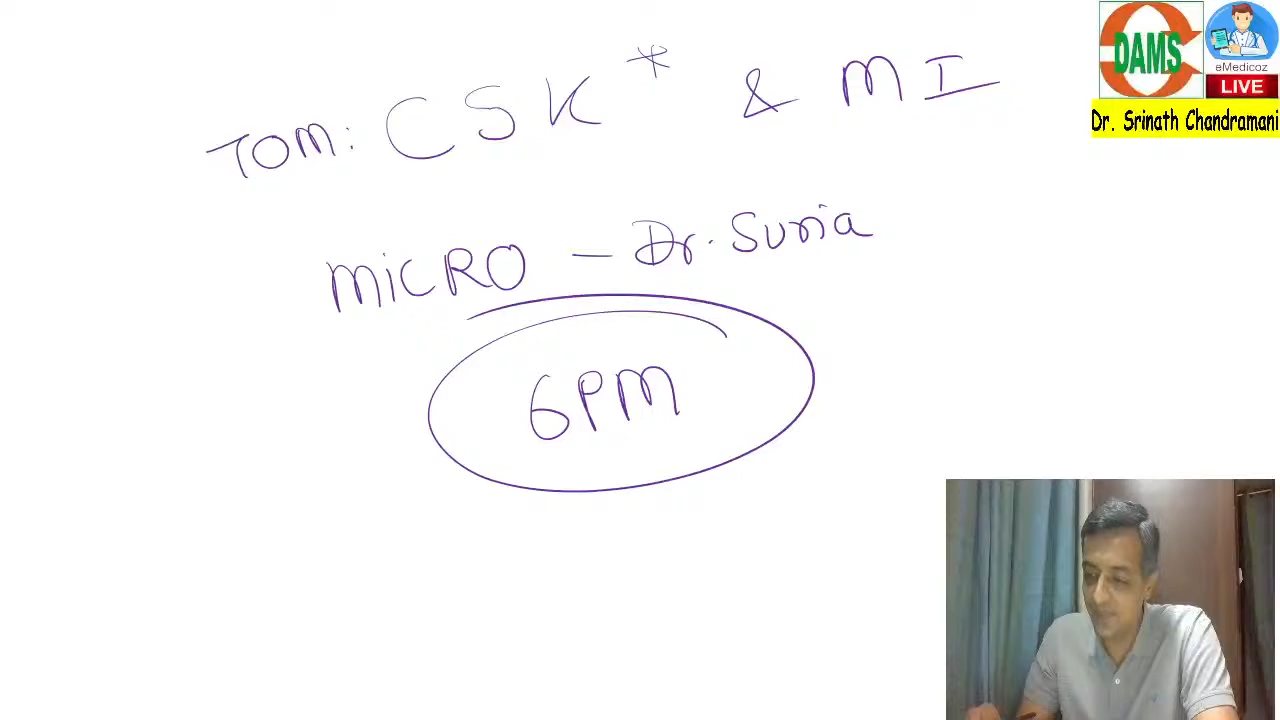 TOM: CSK * & MI
MICRO - Dr. Suria
6PM
DAMS
eMedicoz
LIVE
Dr. Srinath Chandramani